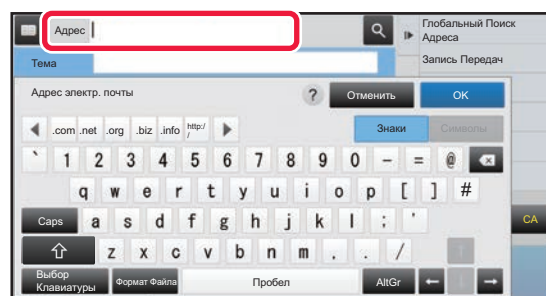 Адрес
Глобальный Поиск
Адреса
Тема
Запись Передач
Адрес электр. почты
?
Отменить
OK
.com .net .org .biz .info http:/
/
Знаки
Символы
` 1 2 3 4 5 6 7 8 9 0 - = @
q w e r t y u i o p [ ] #
Caps a s d f g h j k l ; '
CA
z x c v b n m , . /
Выбор
Клавиатуры
Формат Файла
Пробел
AltGr